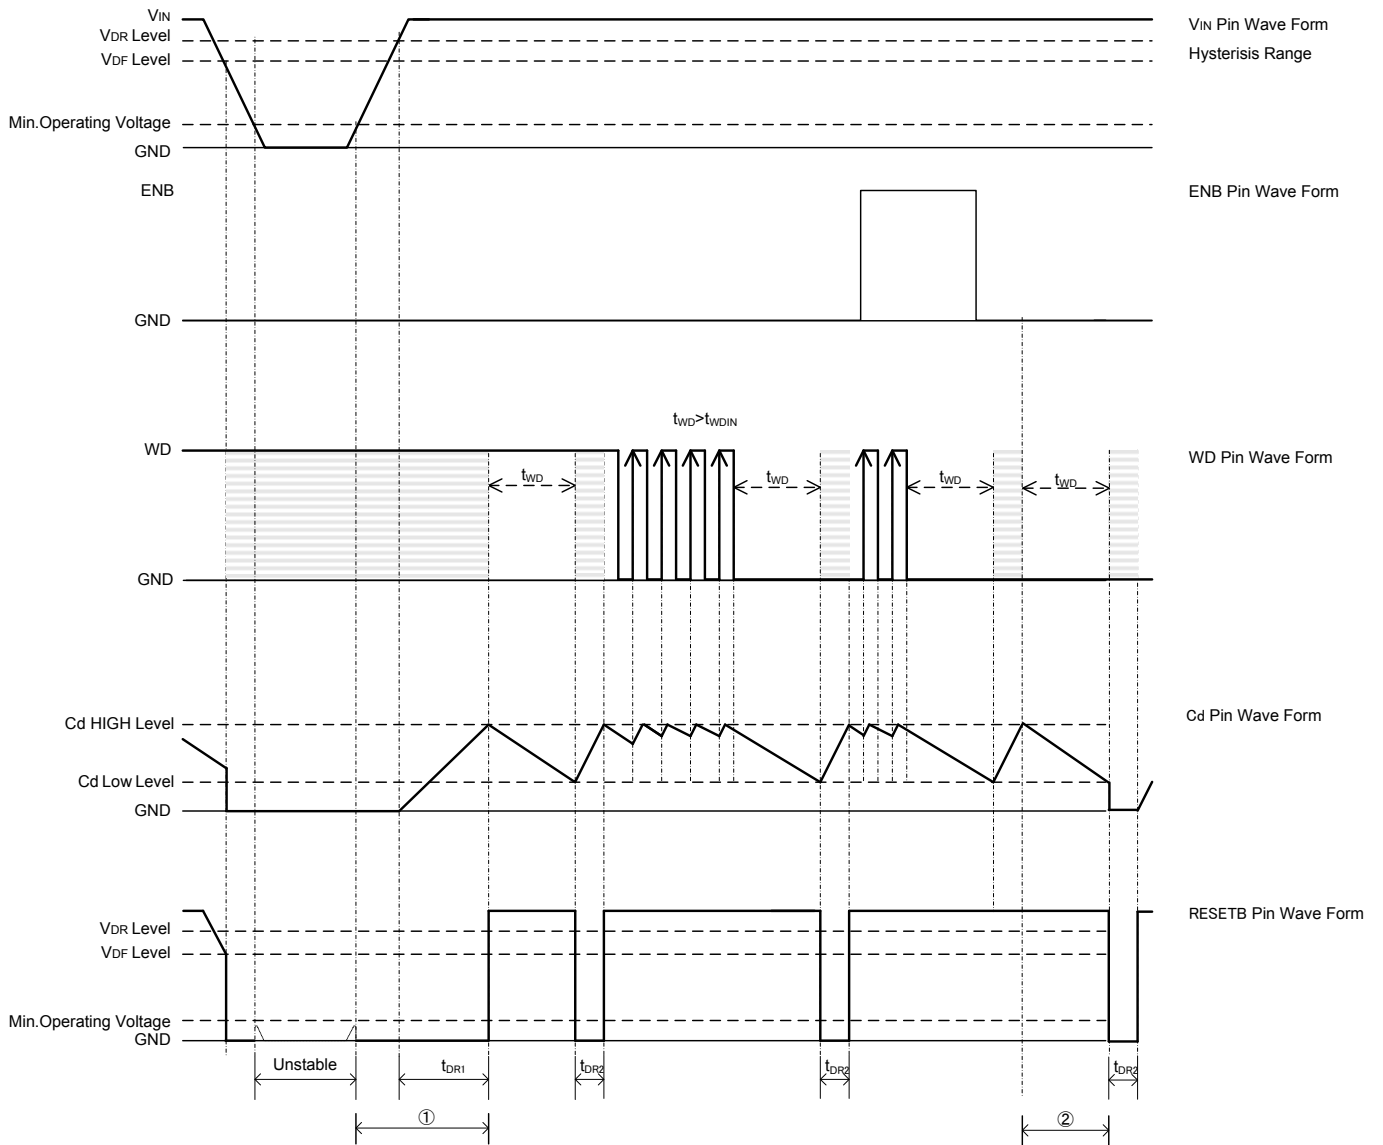 VIN
VIN Pin Wave Form
VDR Level
Hysterisis Range
VDF Level
Min.Operating Voltage
GND
ENB
ENB Pin Wave Form
GND
tWD>tWDIN
WD
WD Pin Wave Form
tWD
tWD
tWD
tWD
GND
Cd HIGH Level
Cd Pin Wave Form
Cd Low Level
GND
RESETB Pin Wave Form
VDR Level
VDF Level
Min.Operating Voltage
GND
Unstable
tDR1
tDR2
tDR2
tDR2
①
②